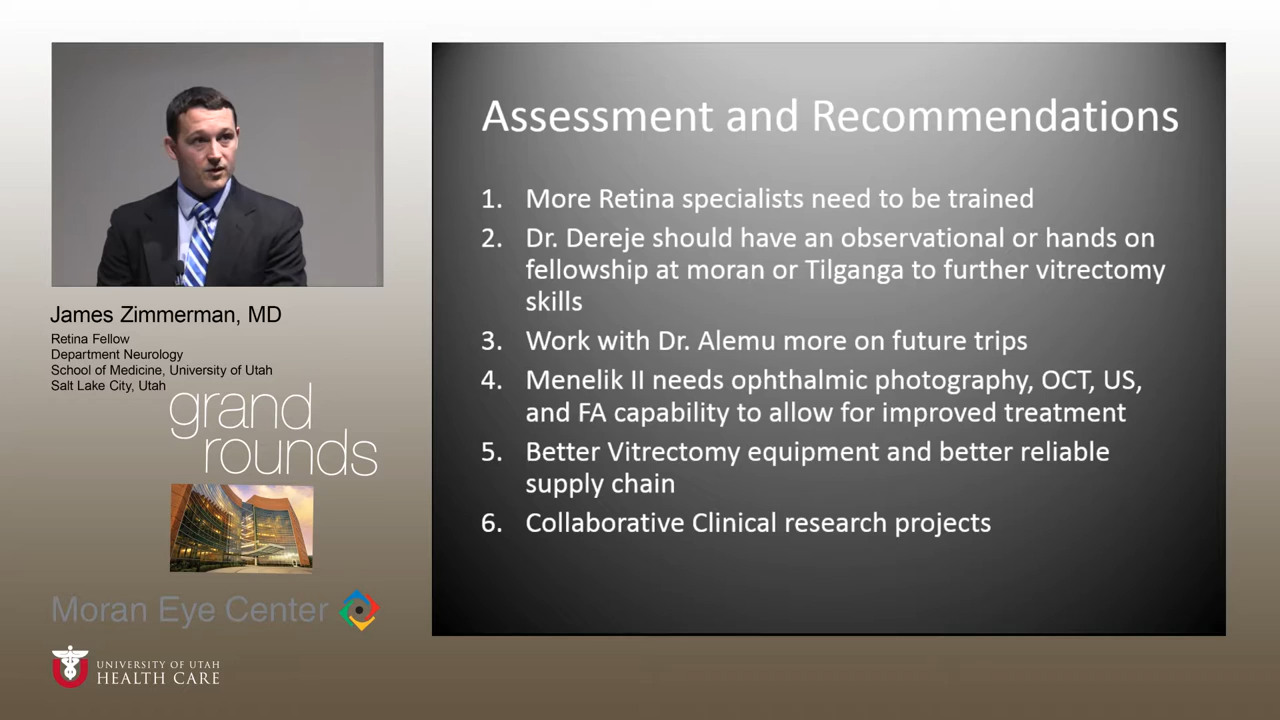 James Zimmerman, MD
Retina Fellow
Department Neurology
School of Medicine, University of Utah
Salt Lake City, Utah
grand
rounds
Moran Eye Center
UNIVERSITY OF UTAH
HEALTH CARE
Assessment and Recommendations
1. More Retina specialists need to be trained
2. Dr. Dereje should have an observational or hands on
fellowship at moran or Tilganga to further vitrectomy
skills
3. Work with Dr. Alemu more on future trips
4. Menelik II needs ophthalmic photography, OCT, US,
and FA capability to allow for improved treatment
5. Better Vitrectomy equipment and better reliable
supply chain
6. Collaborative Clinical research projects